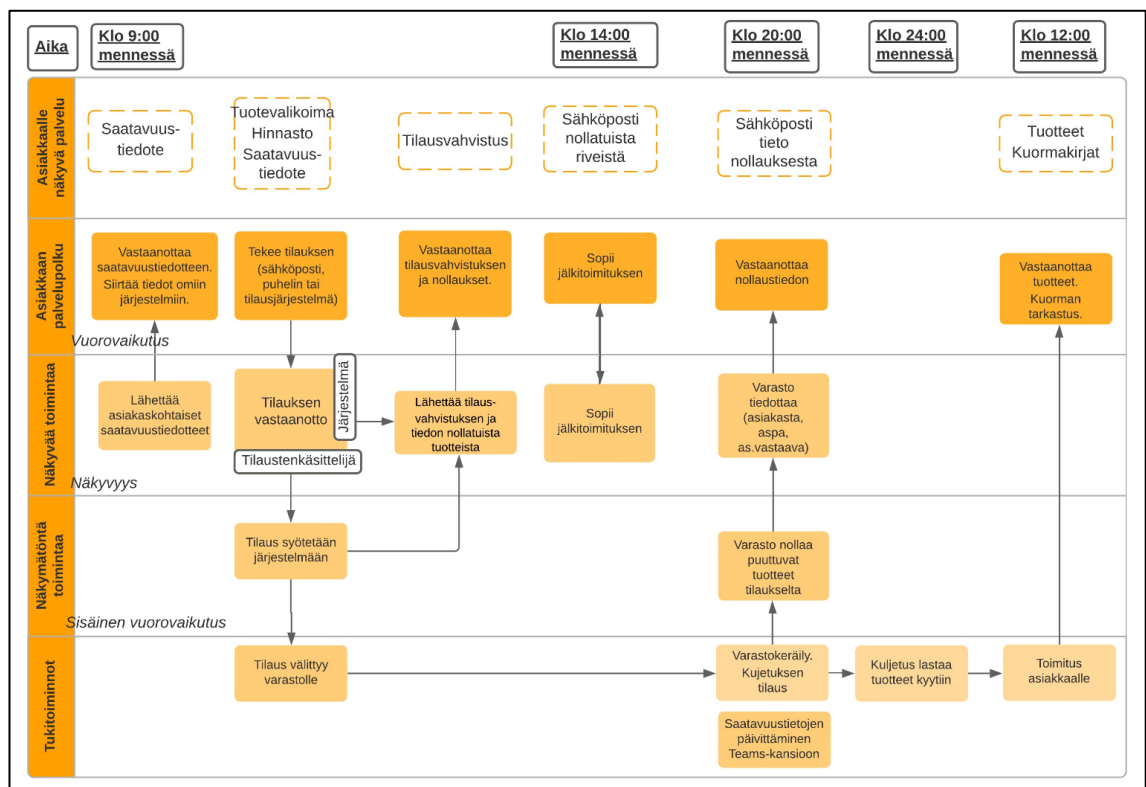 Aika
Klo 9:00
mennessä
Klo 14:00
mennessä
Klo 20:00
mennessä
Klo 24:00
mennessä
Klo 12:00
mennessä
Asiakkaalle
näkyvä palvelu
Saatavuus-
tiedote
Tuotevalikoima
Hinnasto
Saatavuus-
tiedote
Tilausvahvistus
Sähköposti
nollatuista
riveistä
Sähköposti
tieto
nollauksesta
Tuotteet
Kuormakirjat
Asiakkaan
palvelupolku
Vastaanottaa
saatavuustiedotteen.
Siirtää tiedot omiin
järjestelmiin.
Tekee tilauksen
(sähköposti,
puhelin tai
tilausjärjestelmä)
Vastaanottaa
tilausvahvistuksen
ja nollaukset.
Sopii
jälkitoimituksen
Vastaanottaa
nollaustiedon
Vastaanottaa
tuotteet.
Kuorman
tarkastus.
Vuorovaikutus
Näkyvää toimintaa
Lähettää
asiakaskohtaiset
saatavuustiedotteet
Tilauksen
vastaanotto
Järjestelmä
Tilaustenkäsittelijä
Lähettää tilaus-
vahvistuksen ja
tiedon nollatuista
tuotteista
Sopii
jälkitoimituksen
Varasto
tiedottaa
(asiakasta,
aspa,
as.vastaava)
Näkyvyys
Näkymätöntä
toimintaa
Tilaus syötetään
järjestelmään
Varasto nollaa
puuttuvat
tuotteet
tilaukselta
Sisäinen vuorovaikutus
Tukitoiminnot
Tilaus välittyy
varastolle
Varastokeräily.
Kujetuksen
tilaus
Kuljetus lastaa
tuotteet kyytiin
Toimitus
asiakkaalle
Saatavuustietojen
päivittäminen
Teams-kansioon